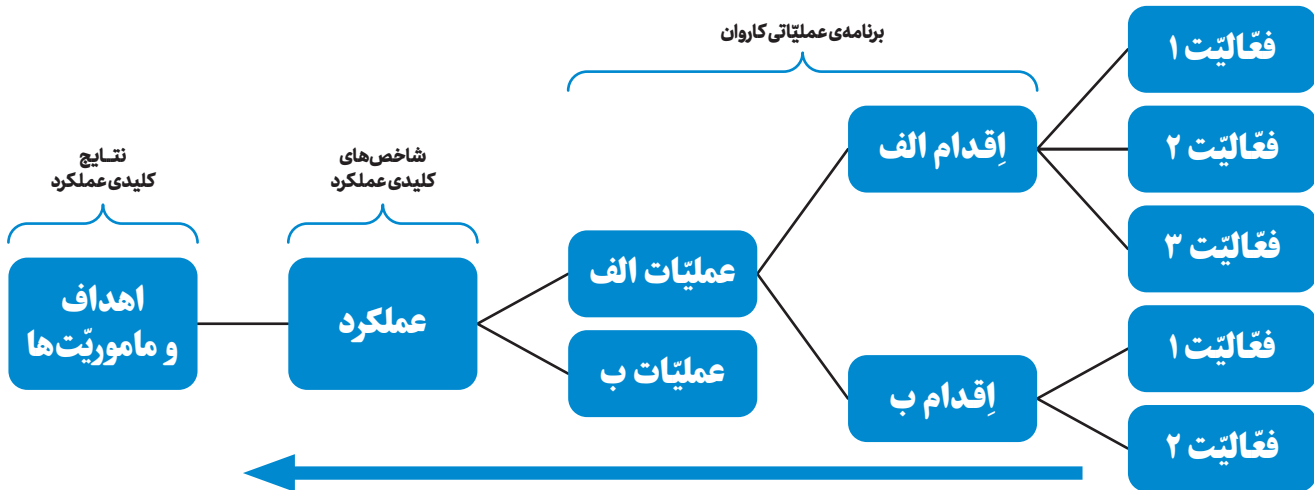 برنامه‌ی عملیّاتی کاروان
فعّالیّت ۱
اِقدام الف
فعّالیّت ۲
فعّالیّت ۳
شاخص‌های
کلیدی عملکرد
نتـایج
کلیدی عملکرد
عملیّات الف
عملکرد
اهداف
و ماموریّت‌ها
عملیّات ب
فعّالیّت ۱
اِقدام ب
فعّالیّت ۲